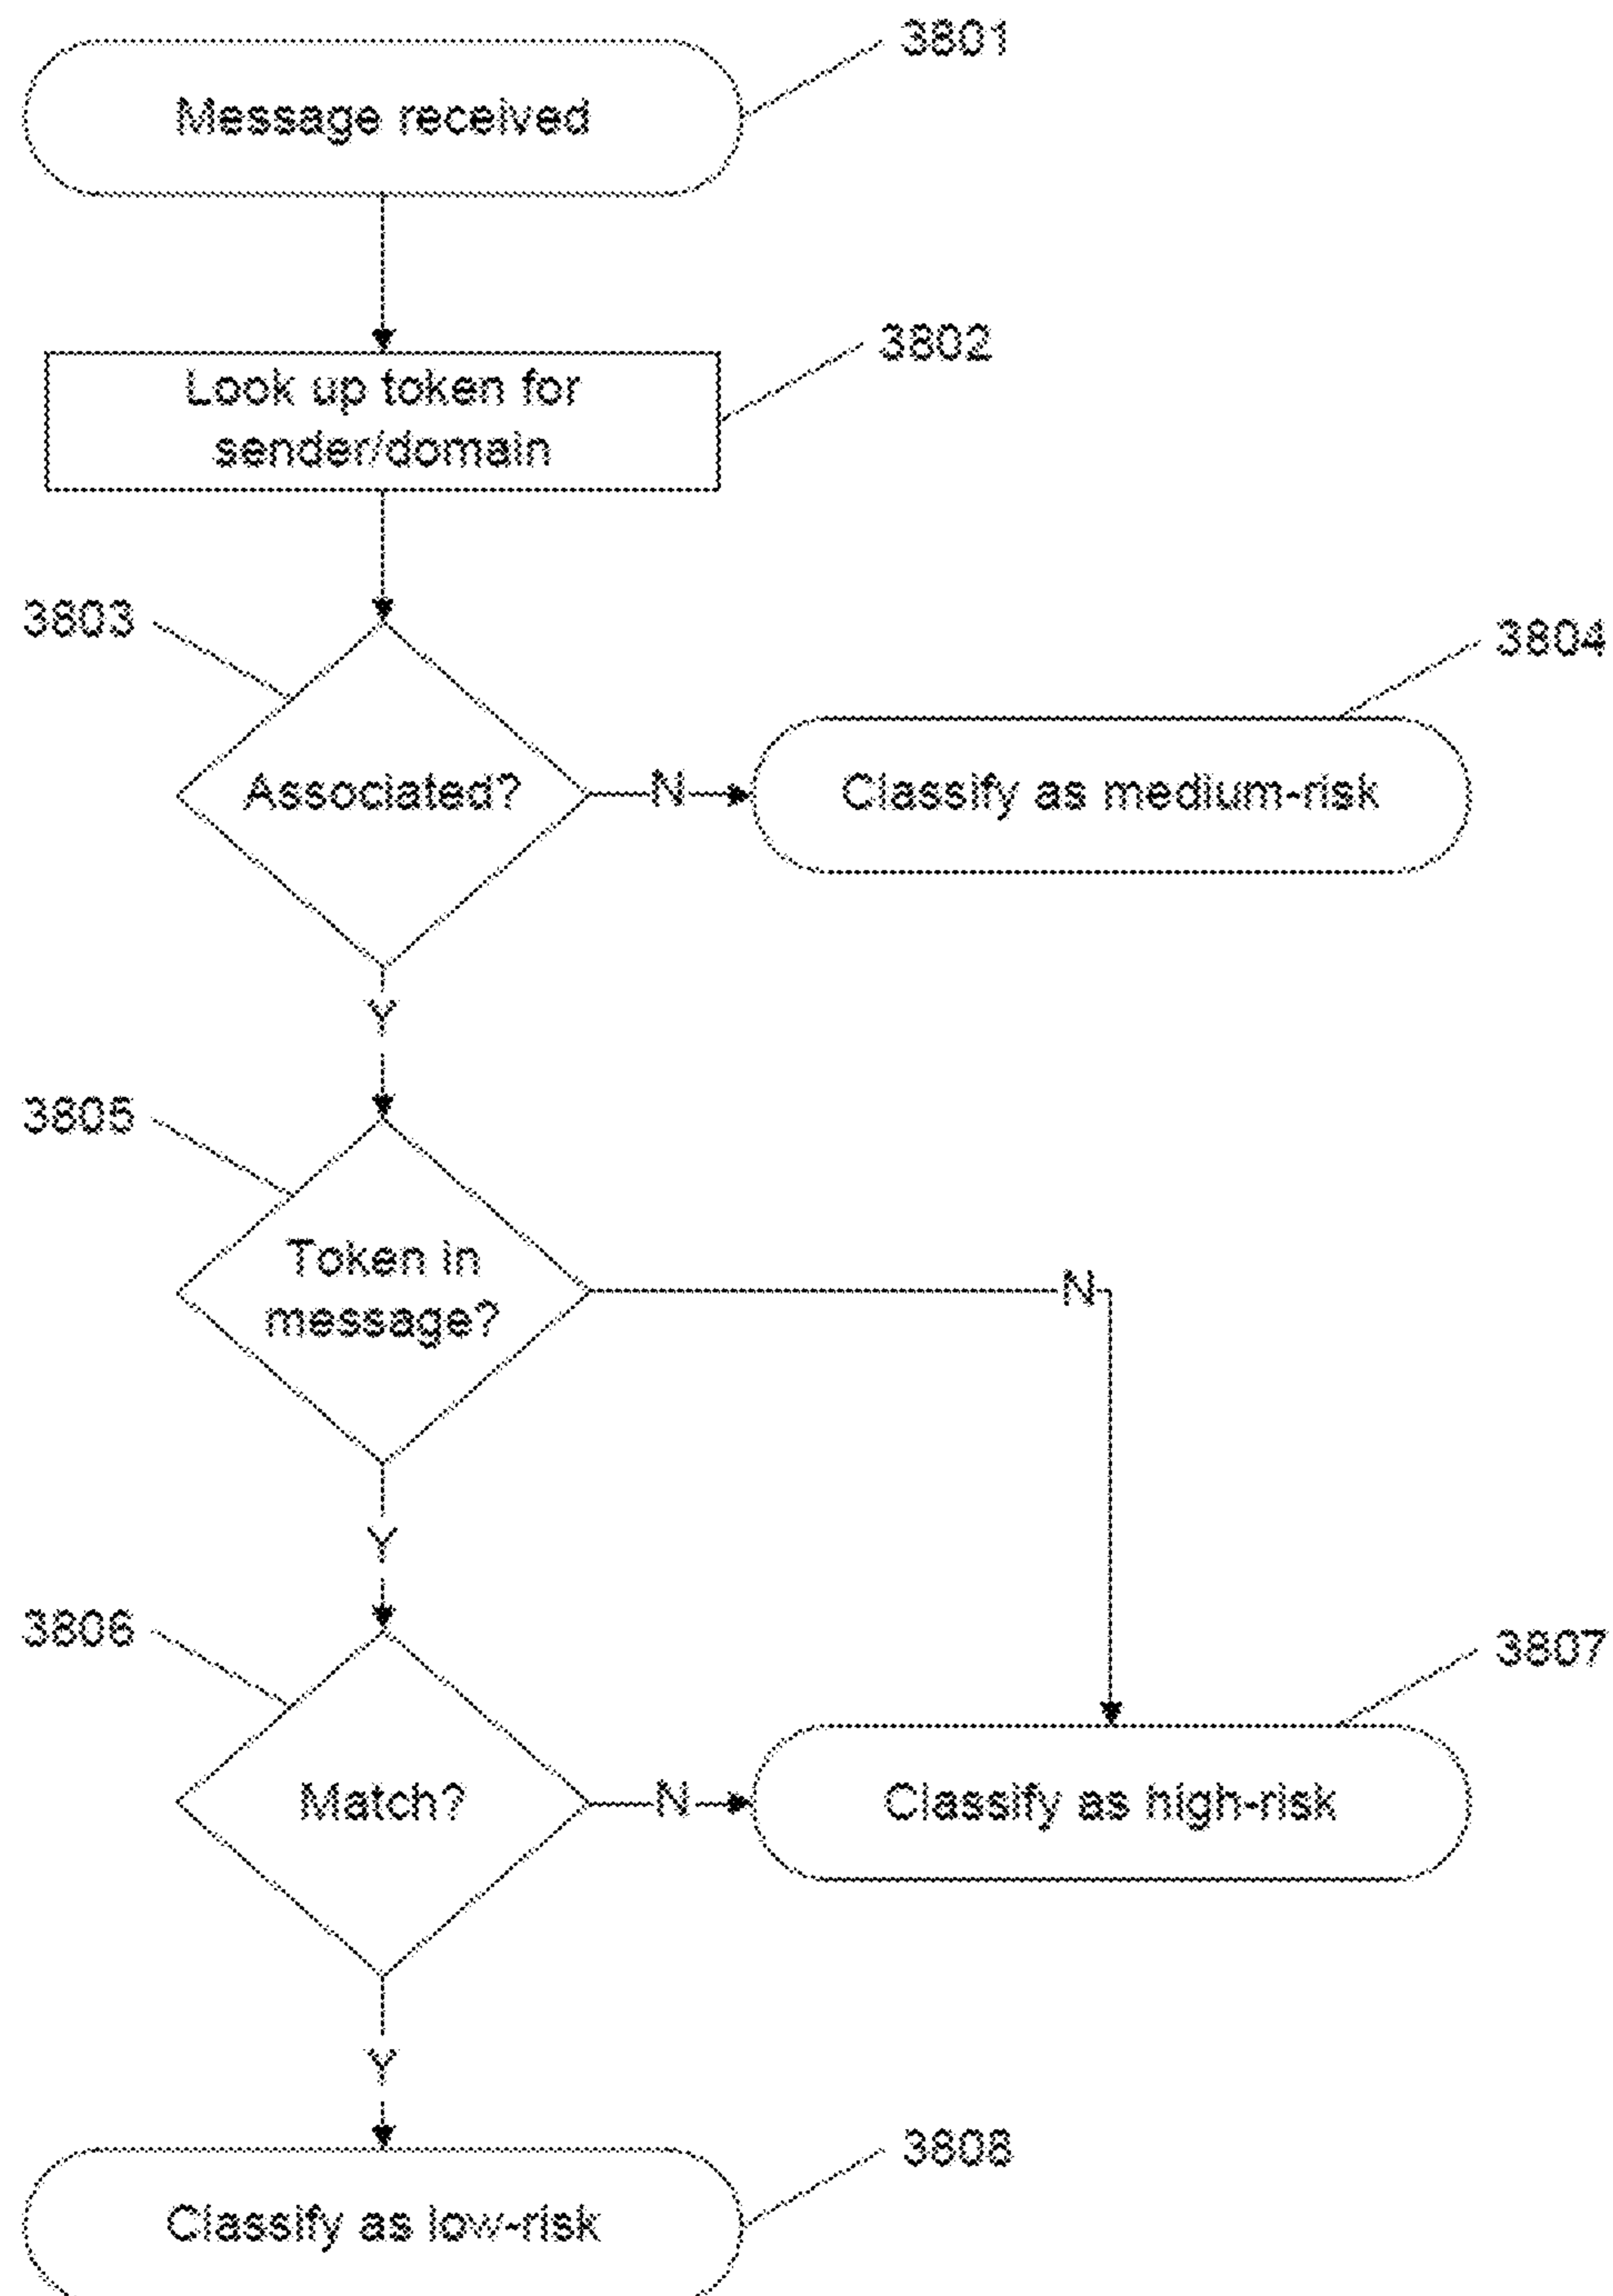 3801
Message received
3802
Look up token for
sender/domain
3803
3804
Associated?
N
Classify as medium-risk
Y
3805
Token in
message?
N
Y
3806
3807
Match?
N
Classify as high-risk
Y
3808
Classify as low-risk